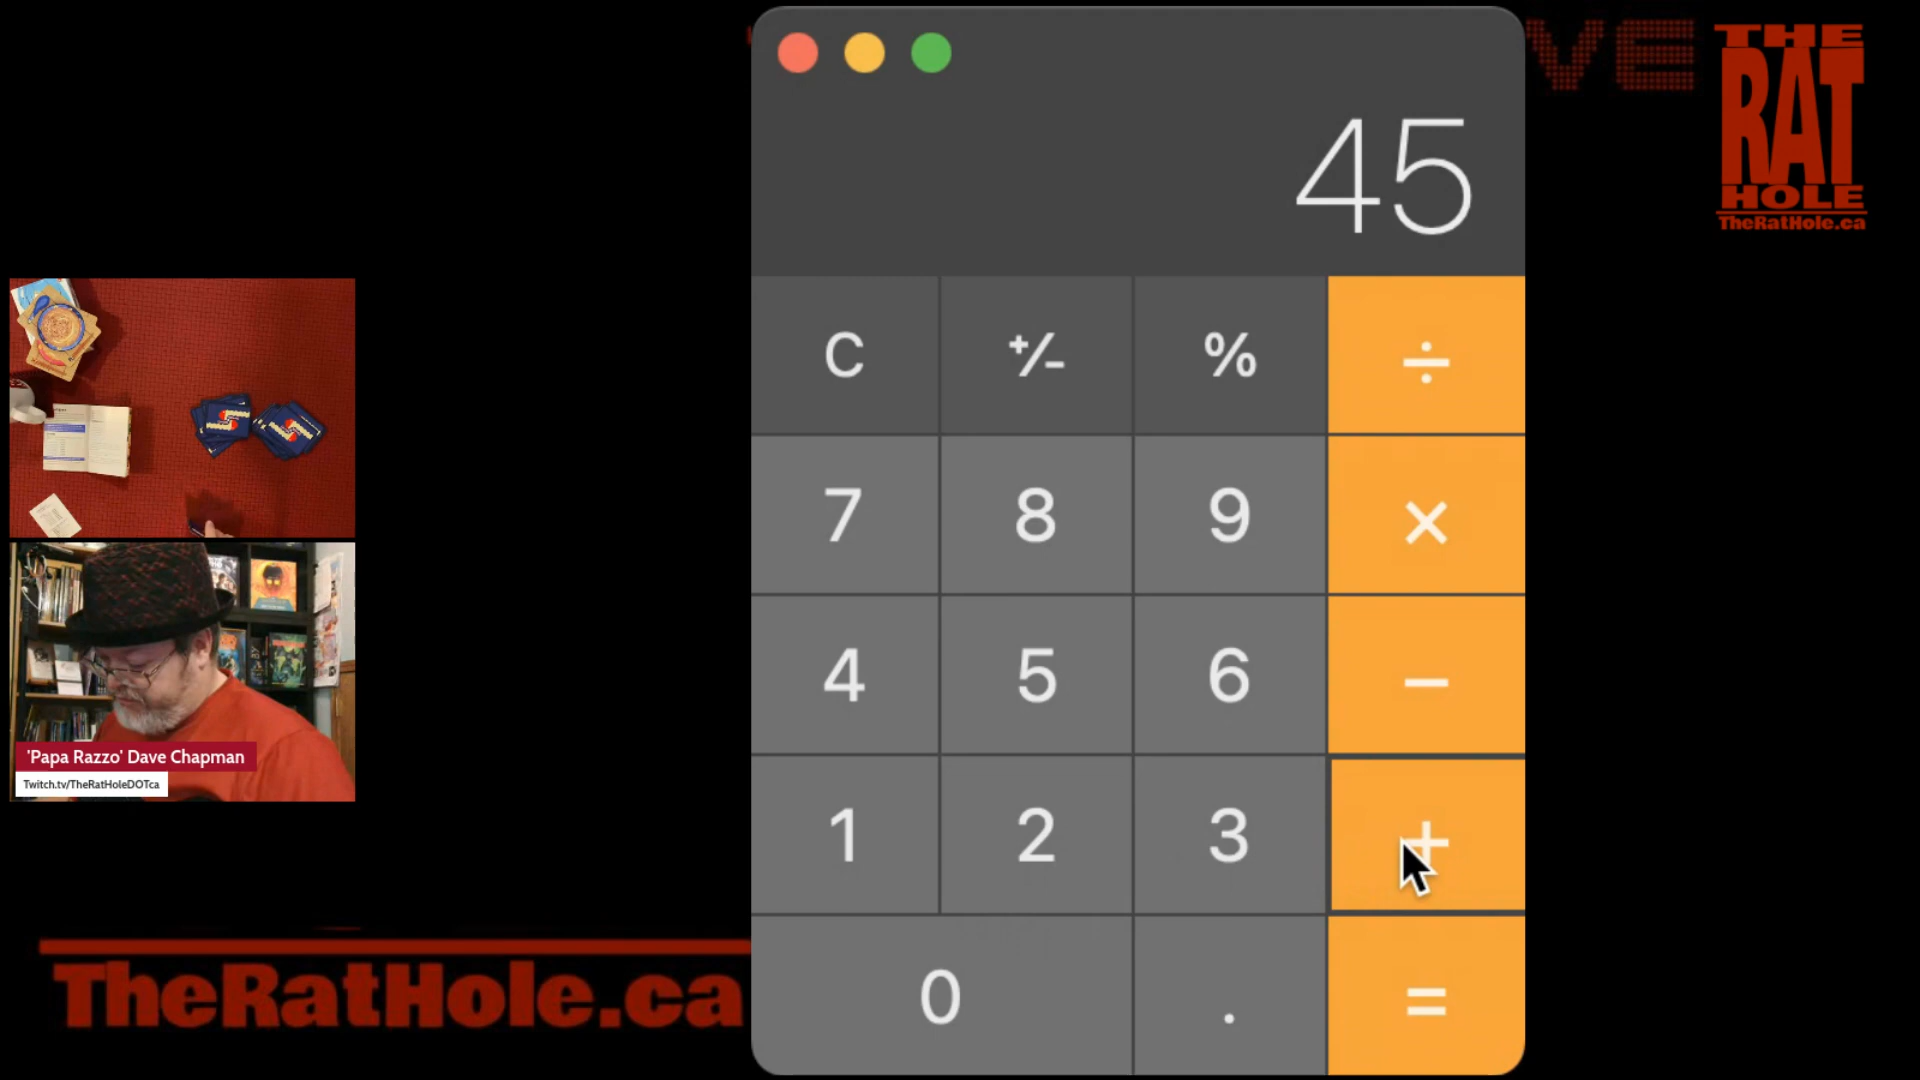 VE
THE
RAT
HOLE
TheRatHole.ca
45
C +/- % ÷
7 8 9 ×
4 5 6 −
1 2 3 +
0 . =
'Papa Razzo' Dave Chapman
Twitch.tv/TheRatHoleDOTca
TheRatHole.ca